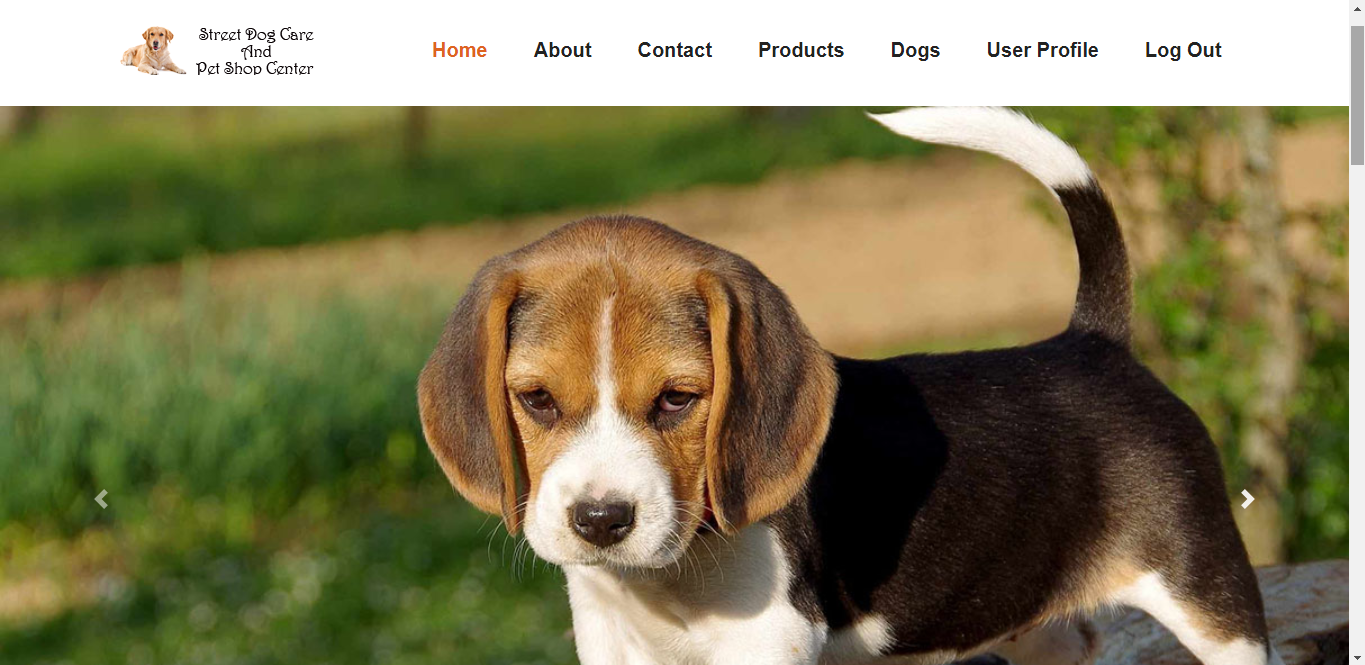 Street Dog Care
And
Pet Shop Center
Home About Contact Products Dogs User Profile Log Out